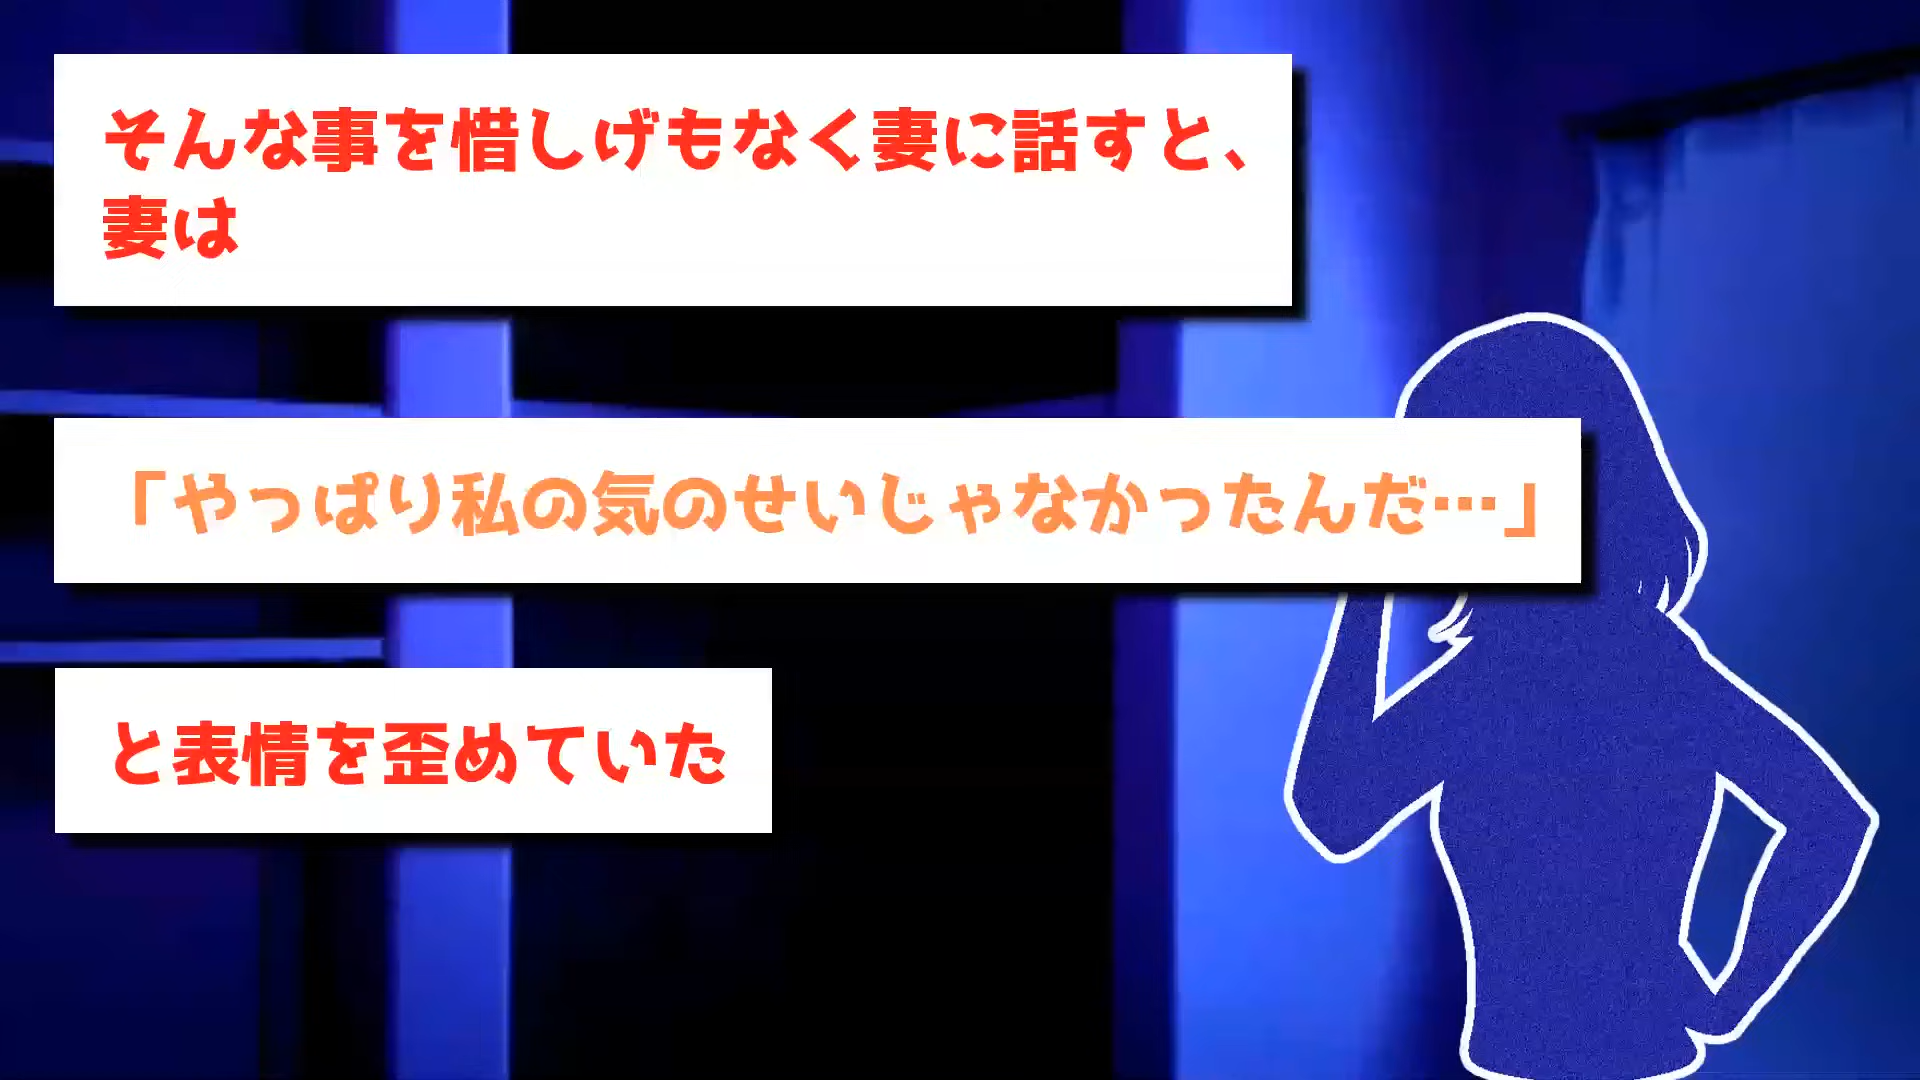 そんな事を惜しげもなく妻に話すと、
妻は
「やっぱり私の気のせいじゃなかったんだ…」
と表情を歪めていた